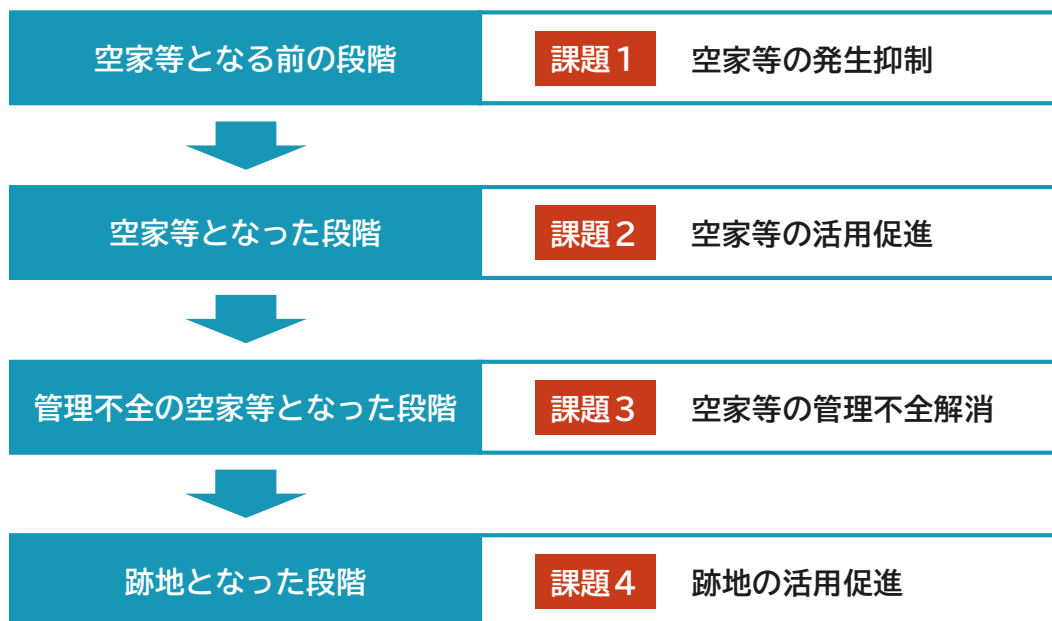 空家等となる前の段階
課題1
空家等の発生抑制
空家等となった段階
課題2
空家等の活用促進
管理不全の空家等となった段階
課題3
空家等の管理不全解消
跡地となった段階
課題4
跡地の活用促進